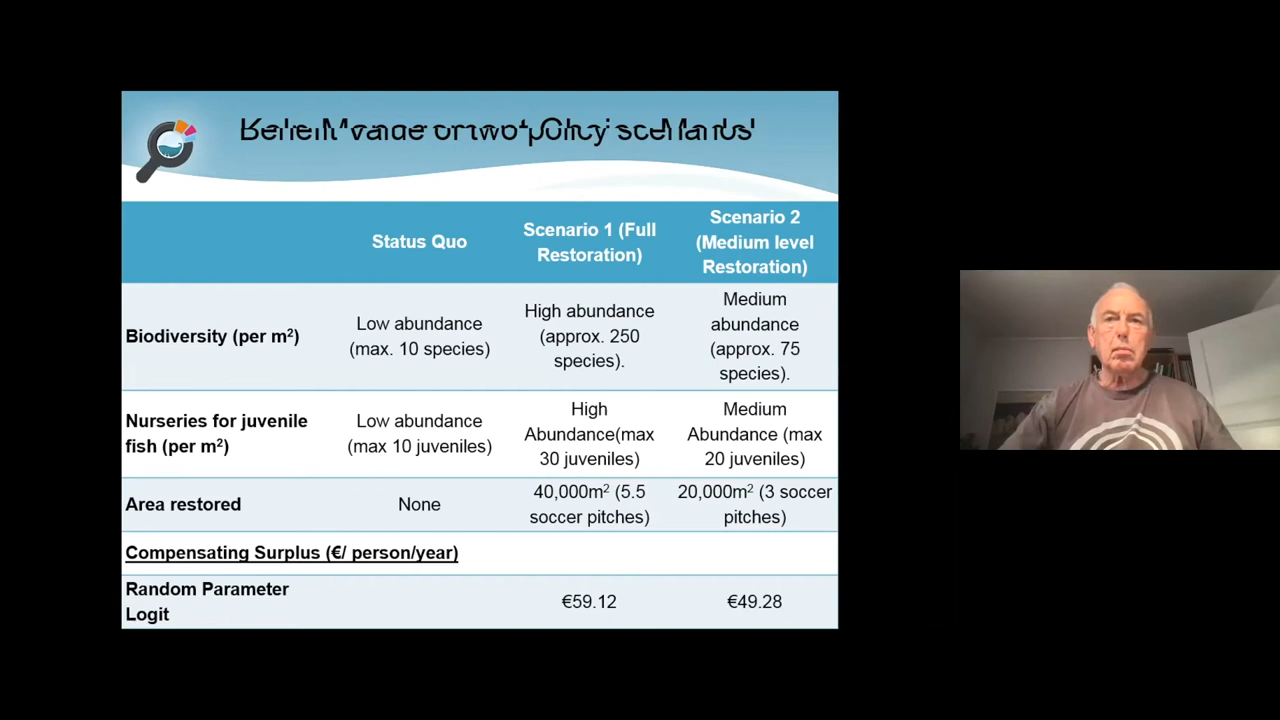 Status Quo
Scenario 1 (Full
Restoration)
Scenario 2
(Medium level
Restoration)
Biodiversity (per m²)
Low abundance
(max. 10 species)
High abundance
(approx. 250
species).
Medium
abundance
(approx. 75
species).
Nurseries for juvenile
fish (per m²)
Low abundance
(max 10 juveniles)
High
Abundance(max
30 juveniles)
Medium
Abundance (max
20 juveniles)
Area restored
None
40,000m² (5.5
soccer pitches)
20,000m² (3 soccer
pitches)
Compensating Surplus (€/ person/year)
Random Parameter
Logit
€59.12
€49.28